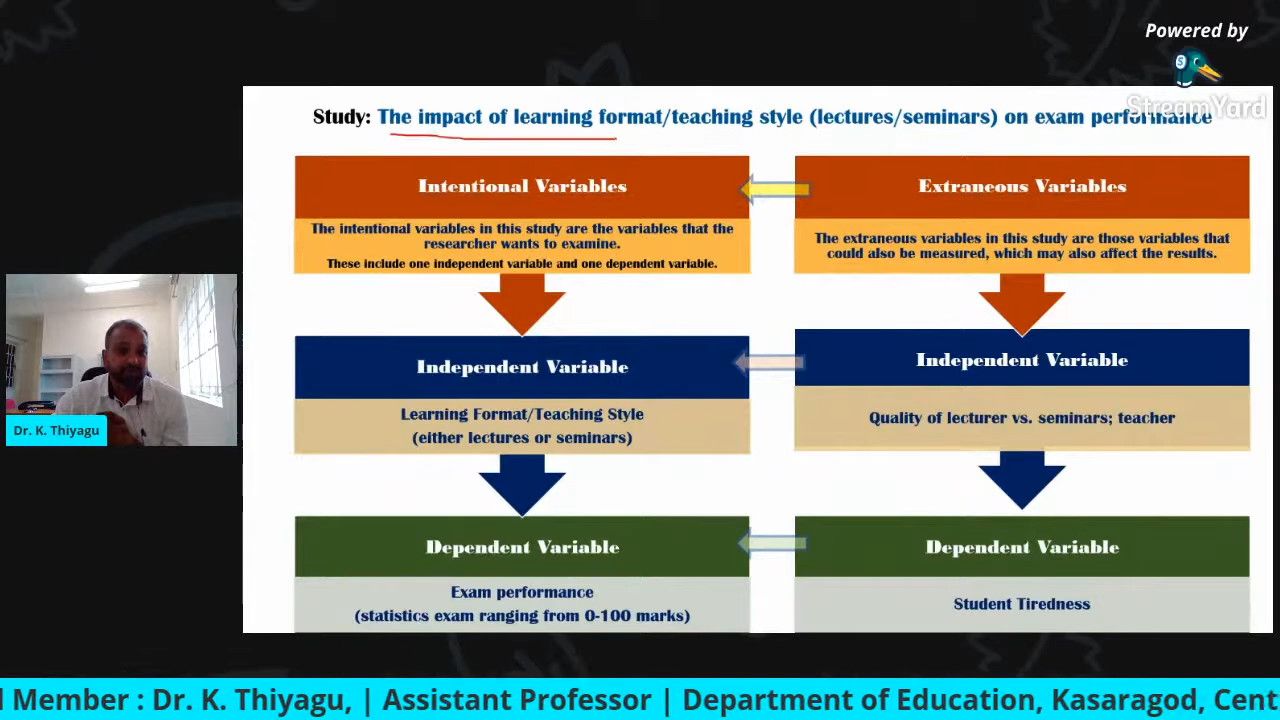 Powered by
StreamYard
Study: The impact of learning format/teaching style (lectures/seminars) on exam performance
Intentional Variables
The intentional variables in this study are the variables that the
researcher wants to examine.
These include one independent variable and one dependent variable.
Extraneous Variables
The extraneous variables in this study are those variables that
could also be measured, which may also affect the results.
Independent Variable
Learning Format/Teaching Style
(either lectures or seminars)
Independent Variable
Quality of lecturer vs. seminars; teacher
Dependent Variable
Exam performance
(statistics exam ranging from 0-100 marks)
Dependent Variable
Student Tiredness
Dr. K. Thiyagu
Member : Dr. K. Thiyagu, | Assistant Professor | Department of Education, Kasaragod, Cent